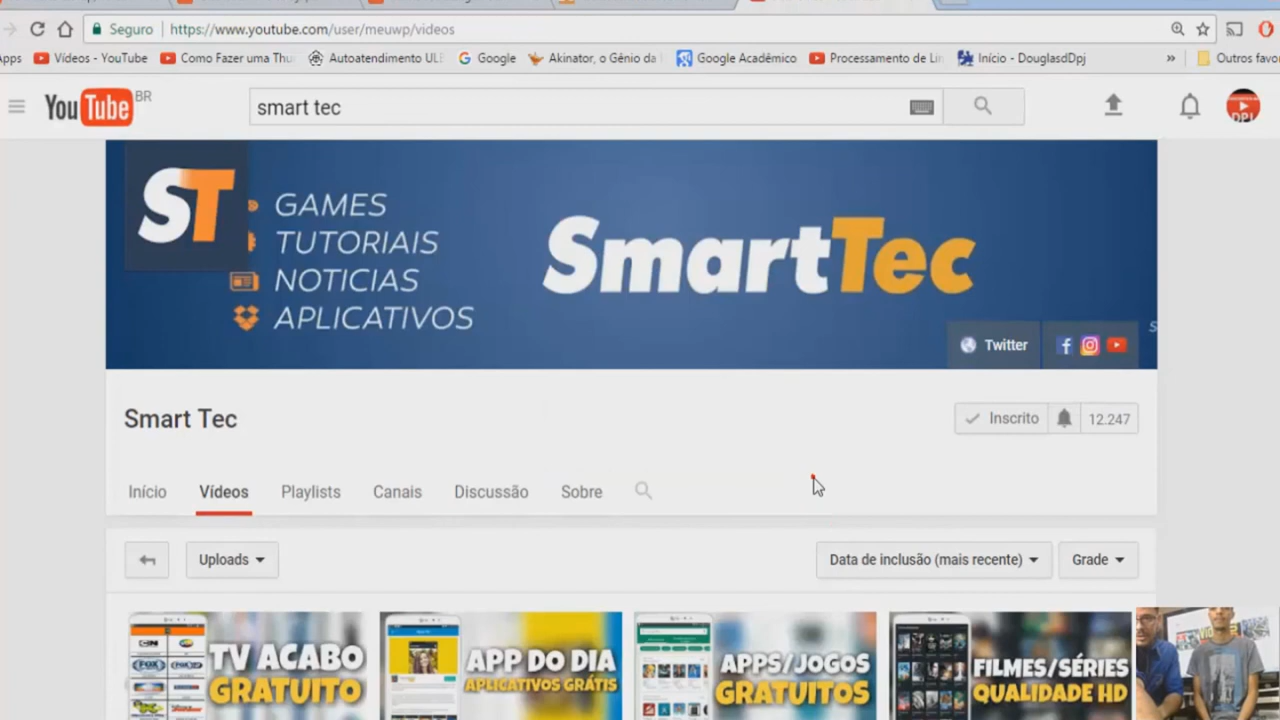 Seguro https://www.youtube.com/user/meuwp/videos
Vídeos - YouTube Como Fazer uma Thu Autoatendimento ULE Google Akinator, o Gênio da Google Acadêmico Processamento de Lin Início - DouglasdDpj » Outros favor
YouTube BR
smart tec
DPJ
ST
GAMES
TUTORIAIS
NOTICIAS
APLICATIVOS
SmartTec
Twitter
Smart Tec
Inscrito 12.247
Início Vídeos Playlists Canais Discussão Sobre
Uploads Data de inclusão (mais recente) Grade
TV ACABO
GRATUITO
APP DO DIA
APLICATIVOS GRÁTIS
APPS/JOGOS
GRATUITOS
FILMES/SÉRIES
QUALIDADE HD